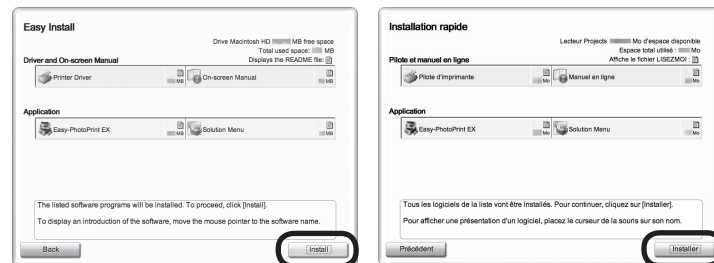 Easy Install
Drive Macintosh HD MB free space
Total used space: MB
Driver and On-screen Manual Displays the README file:
Printer Driver MB On-screen Manual MB
Application
Easy-PhotoPrint EX MB Solution Menu MB
The listed software programs will be installed. To proceed, click [Install].
To display an introduction of the software, move the mouse pointer to the software name.
Back Install
Installation rapide
Lecteur Projects Mo d'espace disponible
Espace total utilisé : Mo
Pilote et manuel en ligne Affiche le fichier LISEZMOI :
Pilote d'imprimante Mo Manuel en ligne Mo
Application
Easy-PhotoPrint EX Mo Solution Menu Mo
Tous les logiciels de la liste vont être installés. Pour continuer, cliquez sur [Installer].
Pour afficher une présentation d'un logiciel, placez le curseur de la souris sur son nom.
Précédent Installer